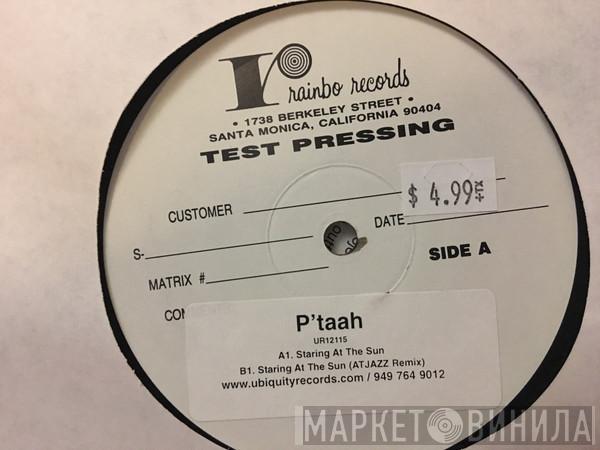 r rainbo records
• 1738 BERKELEY STREET •
SANTA MONICA, CALIFORNIA 90404
TEST PRESSING
$ 4.99
CUSTOMER
DATE
S-
SIDE A
MATRIX #
P'taah
UR12115
A1. Staring At The Sun
B1. Staring At The Sun (ATJAZZ Remix)
www.ubiquityrecords.com / 949 764 9012
МАРКЕТ ВИНИЛА